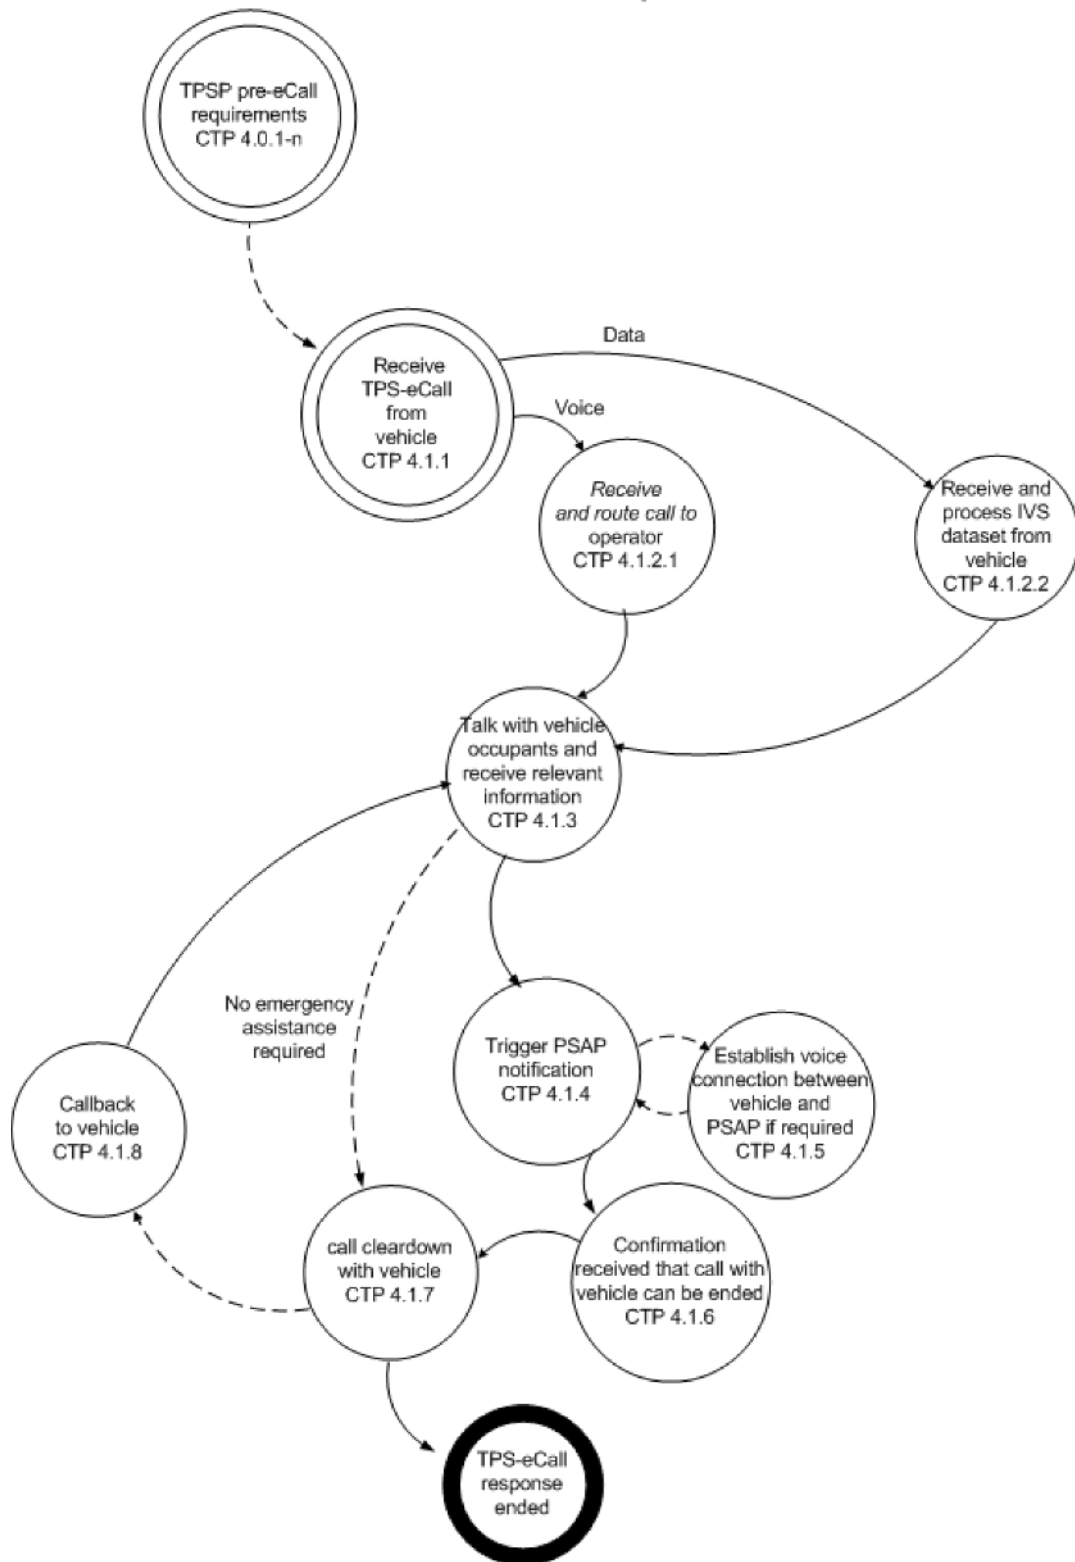 TPSP pre-eCall
requirements
CTP 4.0.1-n
Data
Receive
TPS-eCall
from
vehicle
CTP 4.1.1
Voice
Receive
and route call to
operator
CTP 4.1.2.1
Receive and
process IVS
dataset from
vehicle
CTP 4.1.2.2
Talk with vehicle
occupants and
receive relevant
information
CTP 4.1.3
No emergency
assistance
required
Trigger PSAP
notification
CTP 4.1.4
Establish voice
connection between
vehicle and
PSAP if required
CTP 4.1.5
Callback
to vehicle
CTP 4.1.8
call cleardown
with vehicle
CTP 4.1.7
Confirmation
received that call with
vehicle can be ended
CTP 4.1.6
TPS-eCall
response
ended